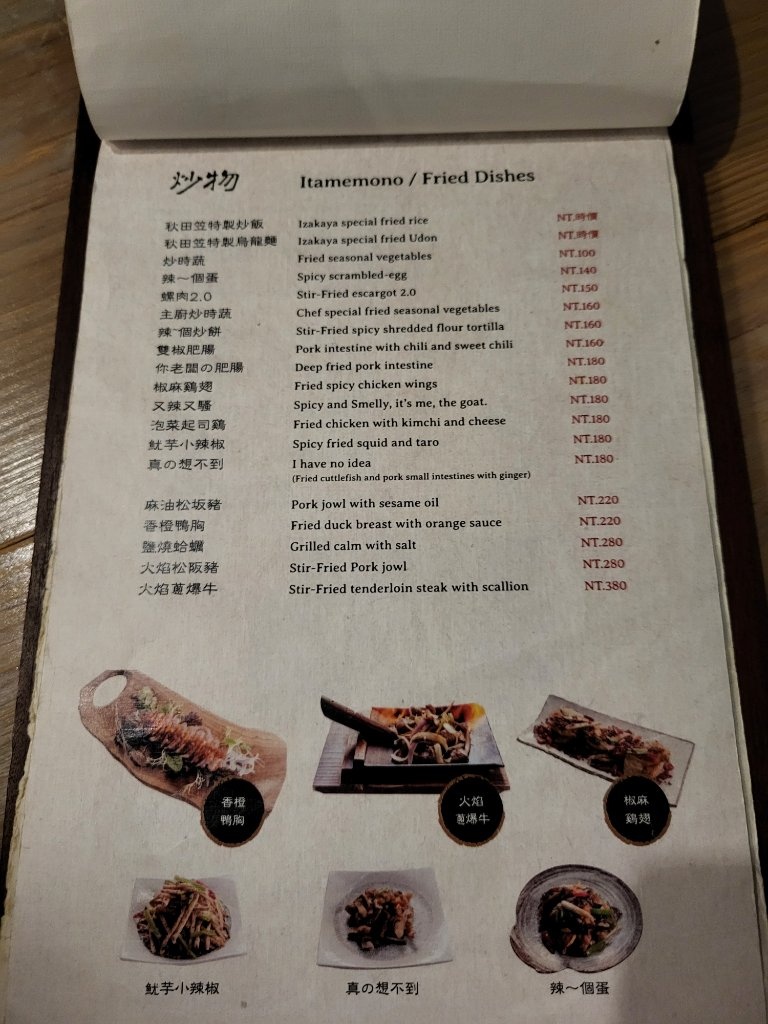 炒物 Itamemono / Fried Dishes
秋田笠特製炒飯 Izakaya special fried rice NT.時價
秋田笠特製烏龍麵 Izakaya special fried Udon NT.時價
炒時蔬 Fried seasonal vegetables NT.100
辣～個蛋 Spicy scrambled-egg NT.140
螺肉2.0 Stir-Fried escargot 2.0 NT.150
主廚炒時蔬 Chef special fried seasonal vegetables NT.160
辣~個炒餅 Stir-Fried spicy shredded flour tortilla NT.160
雙椒肥腸 Pork intestine with chili and sweet chili NT.160
你老闆の肥腸 Deep fried pork intestine NT.180
椒麻鷄翅 Fried spicy chicken wings NT.180
又辣又騷 Spicy and Smelly, it's me, the goat. NT.180
泡菜起司鷄 Fried chicken with kimchi and cheese NT.180
魷芋小辣椒 Spicy fried squid and taro NT.180
真の想不到 I have no idea NT.180
(Fried cuttlefish and pork small intestines with ginger)
麻油松坂豬 Pork jowl with sesame oil NT.220
香橙鴨胸 Fried duck breast with orange sauce NT.220
鹽燒蛤蠣 Grilled calm with salt NT.280
火焰松阪豬 Stir-Fried Pork jowl NT.280
火焰蔥爆牛 Stir-Fried tenderloin steak with scallion NT.380
香橙
鴨胸
火焰
蔥爆牛
椒麻
鷄翅
魷芋小辣椒
真の想不到
辣～個蛋